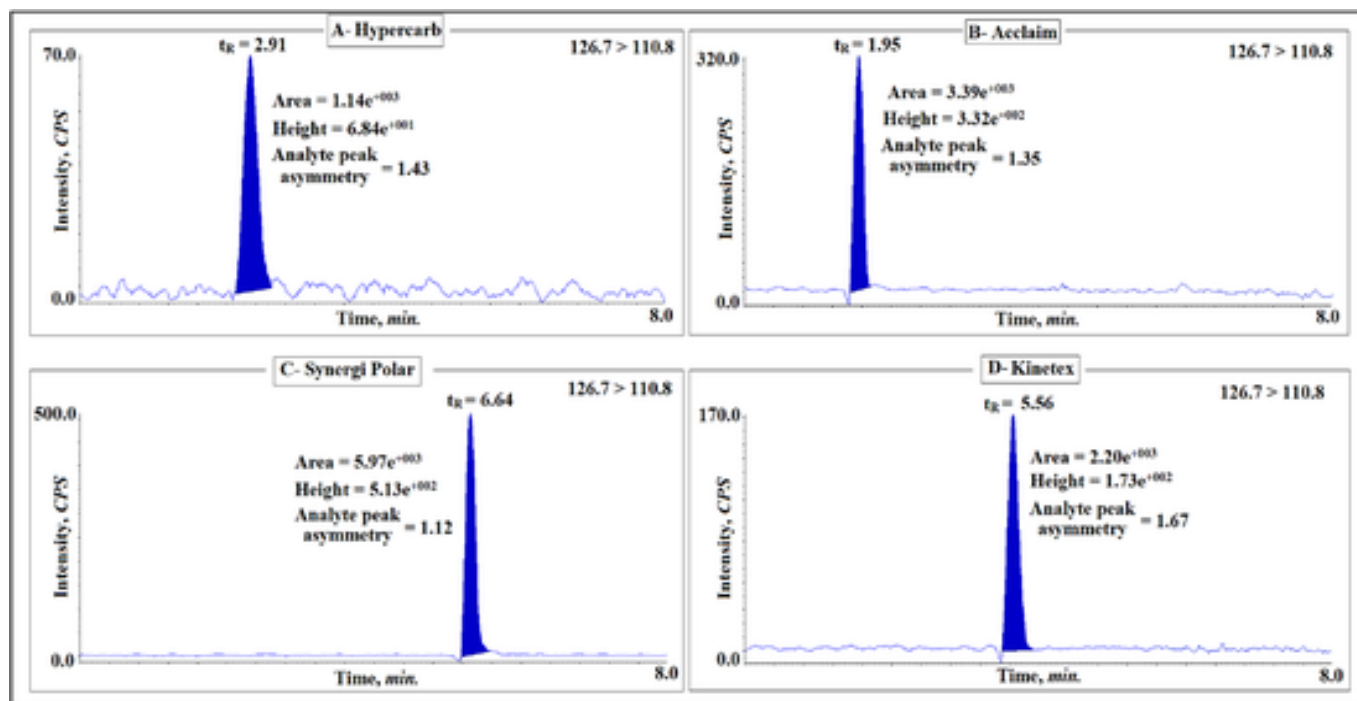 A- Hypercarb
t_R = 2.91
126.7 > 110.8
70.0
Area = 1.14e⁺⁰⁰³
Height = 6.84e⁺⁰⁰¹
Analyte peak
asymmetry = 1.43
Intensity, CPS
0.0
Time, min.
8.0
B- Acclaim
t_R = 1.95
126.7 > 110.8
320.0
Area = 3.39e⁺⁰⁰³
Height = 3.32e⁺⁰⁰²
Analyte peak
asymmetry = 1.35
Intensity, CPS
0.0
Time, min.
8.0
C- Synergi Polar
t_R = 6.64
126.7 > 110.8
500.0
Area = 5.97e⁺⁰⁰³
Height = 5.13e⁺⁰⁰²
Analyte peak
asymmetry = 1.12
Intensity, CPS
0.0
Time, min.
8.0
D- Kinetex
t_R = 5.56
126.7 > 110.8
170.0
Area = 2.20e⁺⁰⁰³
Height = 1.73e⁺⁰⁰²
Analyte peak
asymmetry = 1.67
Intensity, CPS
0.0
Time, min.
8.0